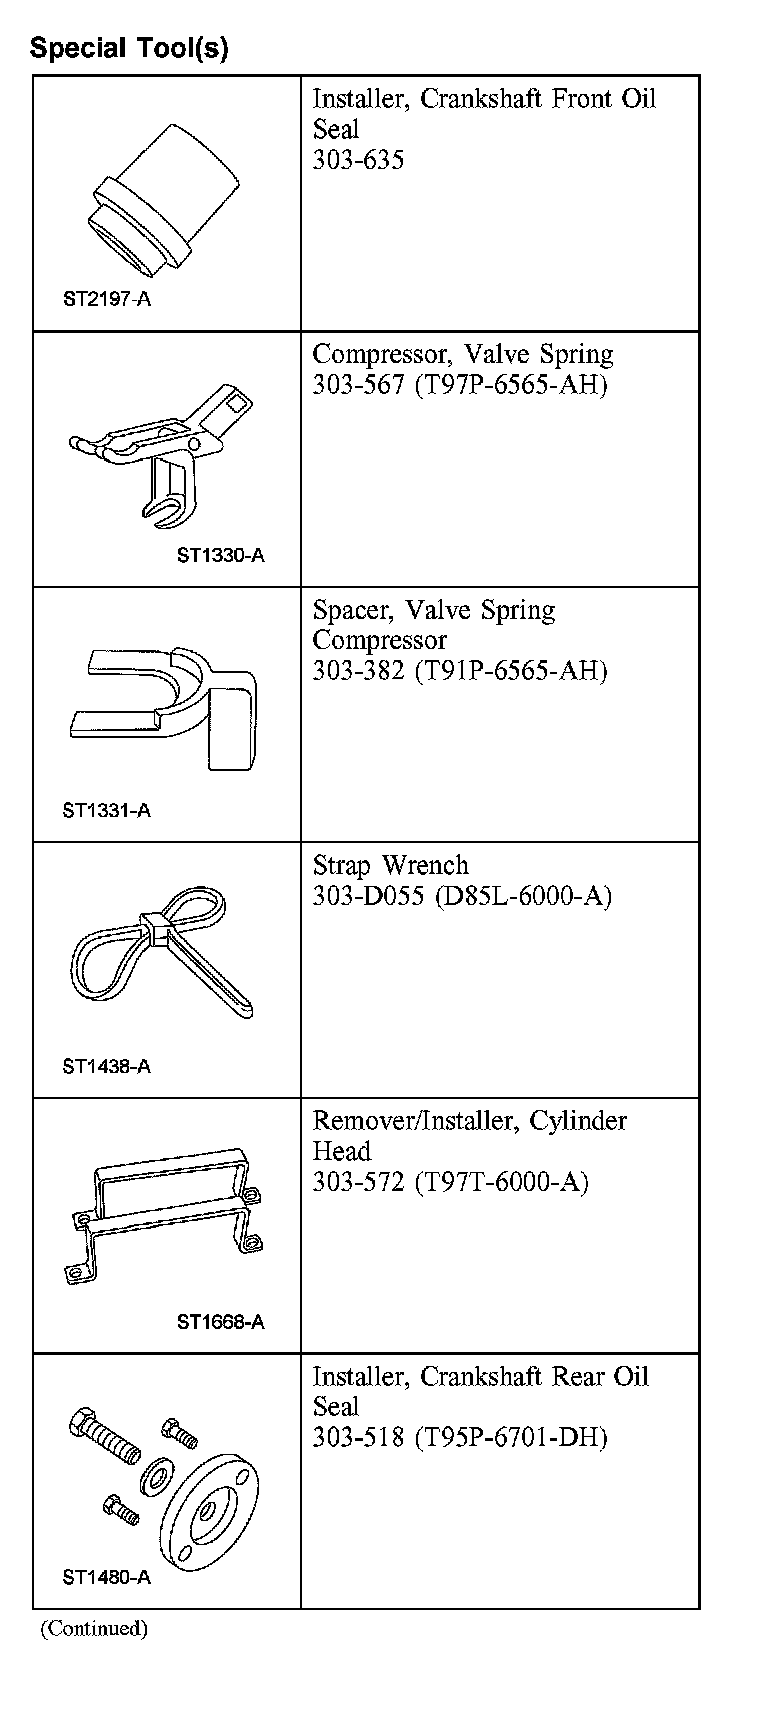 Special Tool(s)
Installer, Crankshaft Front Oil
Seal
303-635
ST2197-A
Compressor, Valve Spring
303-567 (T97P-6565-AH)
ST1330-A
Spacer, Valve Spring
Compressor
303-382 (T91P-6565-AH)
ST1331-A
Strap Wrench
303-D055 (D85L-6000-A)
ST1438-A
Remover/Installer, Cylinder
Head
303-572 (T97T-6000-A)
ST1668-A
Installer, Crankshaft Rear Oil
Seal
303-518 (T95P-6701-DH)
ST1480-A
(Continued)